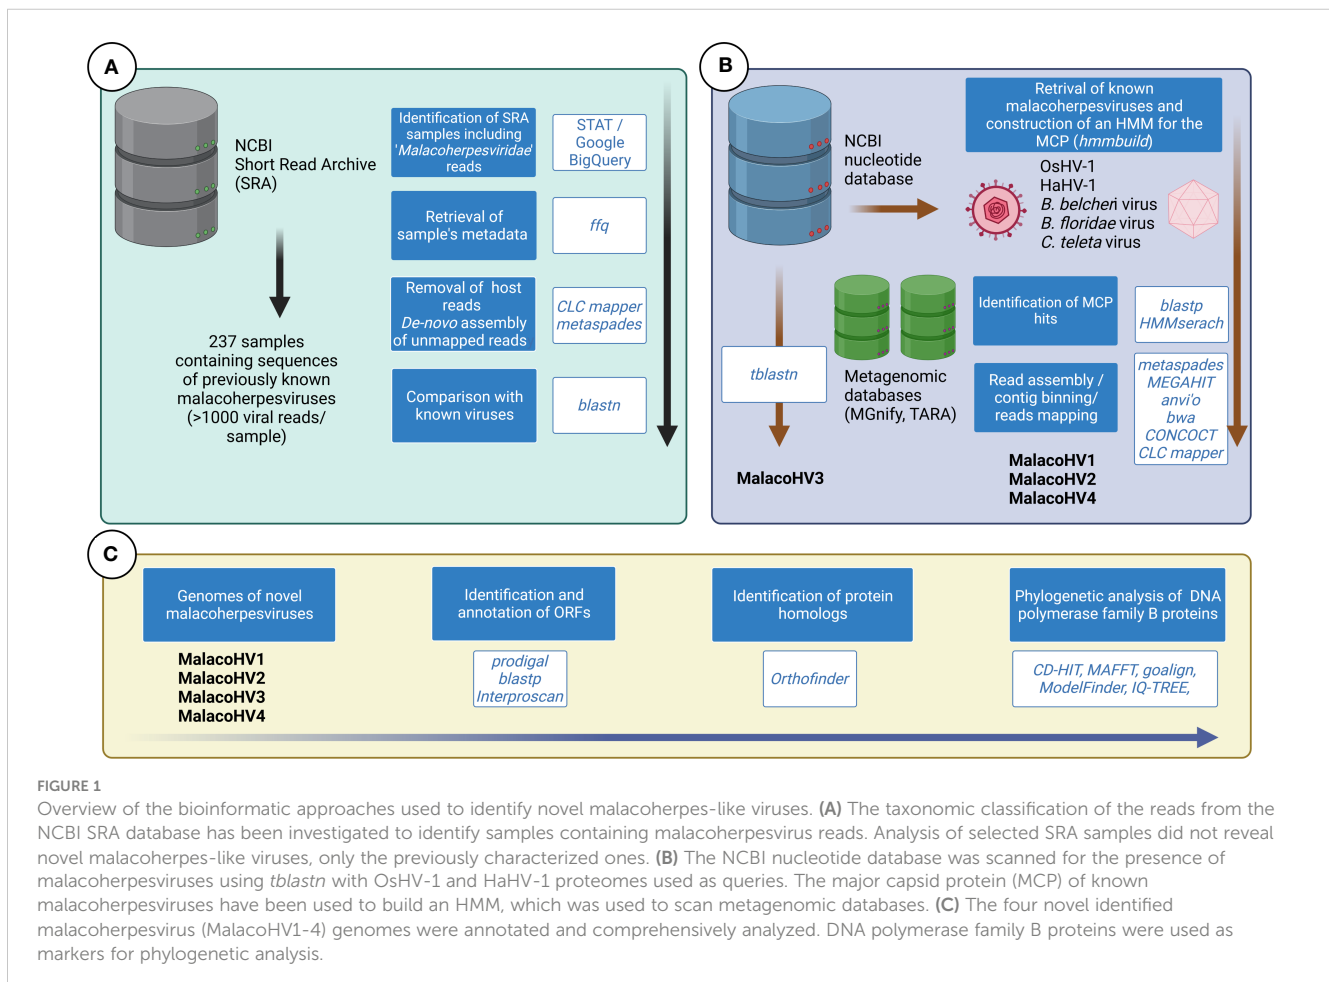 A
NCBI
Short Read Archive
(SRA)
237 samples
containing sequences
of previously known
malacoherpesviruses
(>1000 viral reads/
sample)
Identification of SRA
samples including
'Malacoherpesviridae'
reads
STAT /
Google
BigQuery
Retrieval of
sample's metadata
ffq
Removal of host
reads
De-novo assembly
of unmapped reads
CLC mapper
metaspades
Comparison with
known viruses
blastn
B
NCBI
nucleotide
database
Retrival of known
malacoherpesviruses and
construction of an HMM for the
MCP (hmmbuild)
OsHV-1
HaHV-1
B. belcheri virus
B. floridae virus
C. teleta virus
tblastn
MalacoHV3
Metagenomic
databases
(MGnify, TARA)
Identification of MCP
hits
blastp
HMMserach
Read assembly /
contig binning/
reads mapping
metaspades
MEGAHIT
anvi'o
bwa
CONCOCT
CLC mapper
MalacoHV1
MalacoHV2
MalacoHV4
C
Genomes of novel
malacoherpesviruses
MalacoHV1
MalacoHV2
MalacoHV3
MalacoHV4
Identification and
annotation of ORFs
prodigal
blastp
Interproscan
Identification of protein
homologs
Orthofinder
Phylogenetic analysis of DNA
polymerase family B proteins
CD-HIT, MAFFT, goalign,
ModelFinder, IQ-TREE,
FIGURE 1
Overview of the bioinformatic approaches used to identify novel malacoherpes-like viruses. (A) The taxonomic classification of the reads from the
NCBI SRA database has been investigated to identify samples containing malacoherpesvirus reads. Analysis of selected SRA samples did not reveal
novel malacoherpes-like viruses, only the previously characterized ones. (B) The NCBI nucleotide database was scanned for the presence of
malacoherpesviruses using tblastn with OsHV-1 and HaHV-1 proteomes used as queries. The major capsid protein (MCP) of known
malacoherpesviruses have been used to build an HMM, which was used to scan metagenomic databases. (C) The four novel identified
malacoherpesvirus (MalacoHV1-4) genomes were annotated and comprehensively analyzed. DNA polymerase family B proteins were used as
markers for phylogenetic analysis.